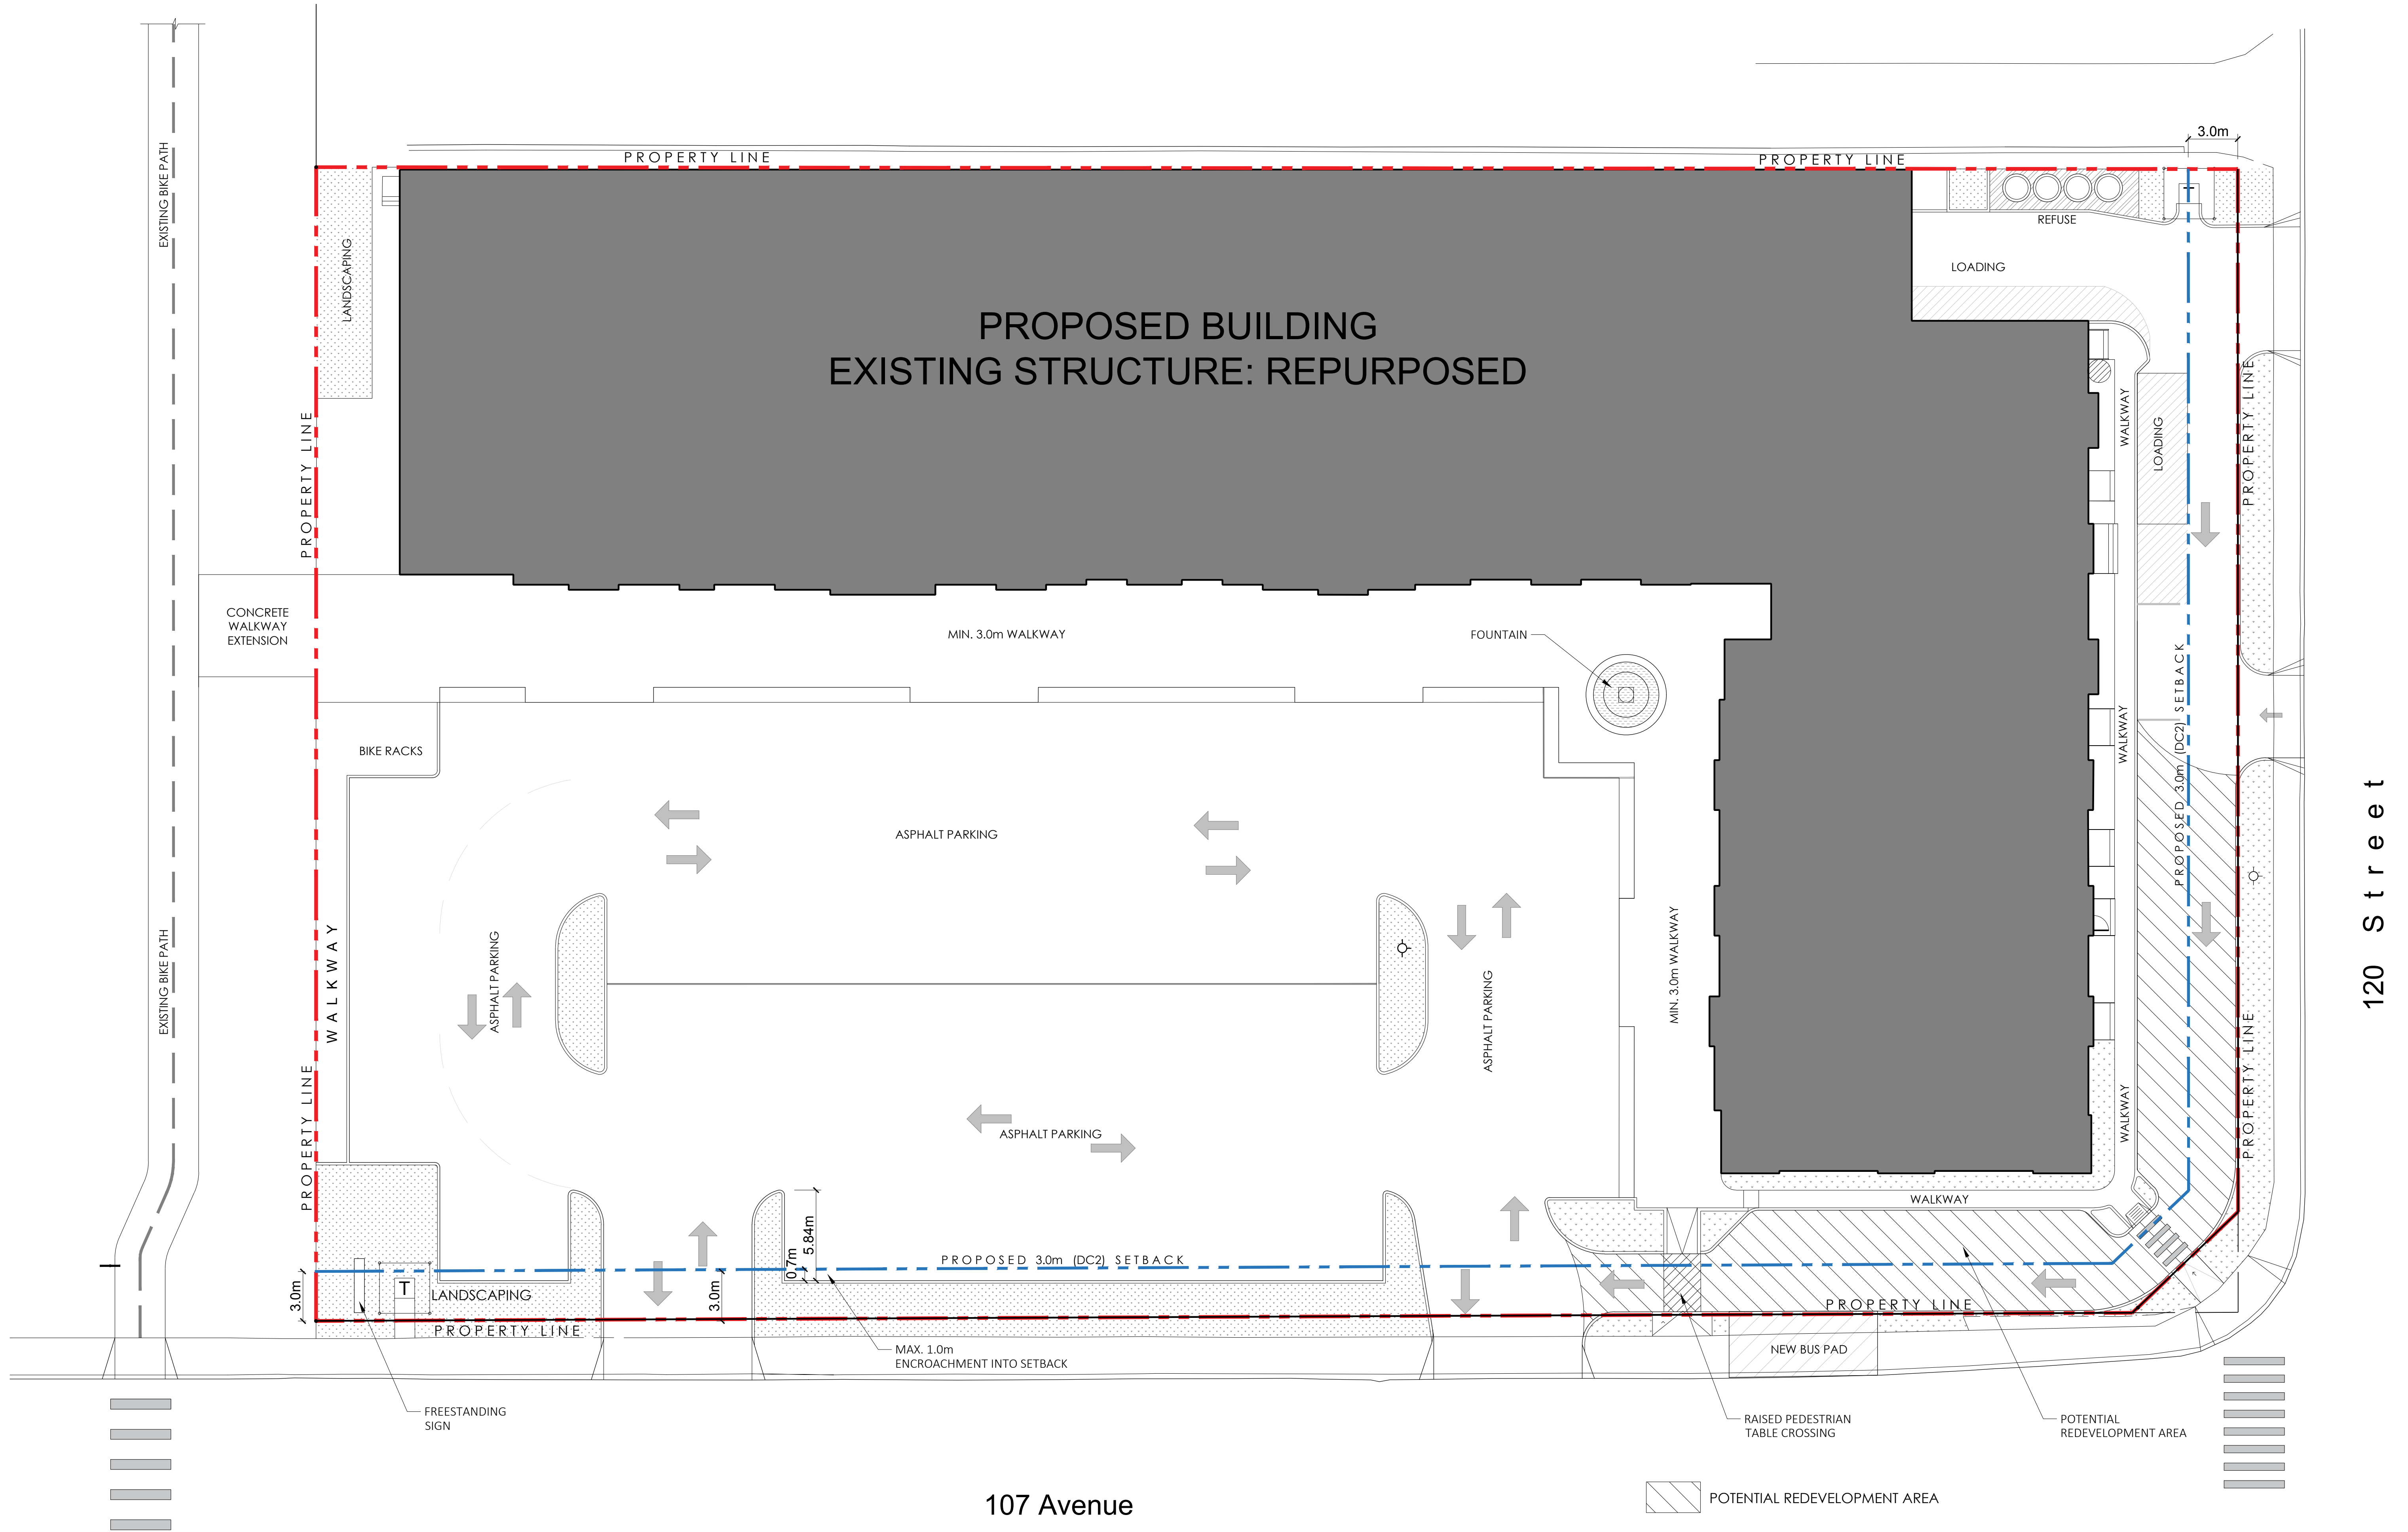 3.0m
PROPERTY LINE
PROPERTY LINE
EXISTING BIKE PATH
LANDSCAPING
REFUSE
LOADING
PROPOSED BUILDING
EXISTING STRUCTURE: REPURPOSED
PROPERTY LINE
WALKWAY
LOADING
PROPERTY LINE
CONCRETE
WALKWAY
EXTENSION
MIN. 3.0m WALKWAY
FOUNTAIN
PROPOSED 3.0m (DC2) SETBACK
WALKWAY
BIKE RACKS
ASPHALT PARKING
120 Street
EXISTING BIKE PATH
WALKWAY
ASPHALT PARKING
ASPHALT PARKING
MIN. 3.0m WALKWAY
PROPERTY LINE
PROPERTY LINE
ASPHALT PARKING
WALKWAY
WALKWAY
5.84m
0.7m
PROPOSED 3.0m (DC2) SETBACK
3.0m
T
LANDSCAPING
3.0m
PROPERTY LINE
PROPERTY LINE
MAX. 1.0m
ENCROACHMENT INTO SETBACK
NEW BUS PAD
FREESTANDING
SIGN
RAISED PEDESTRIAN
TABLE CROSSING
POTENTIAL
REDEVELOPMENT AREA
107 Avenue
POTENTIAL REDEVELOPMENT AREA